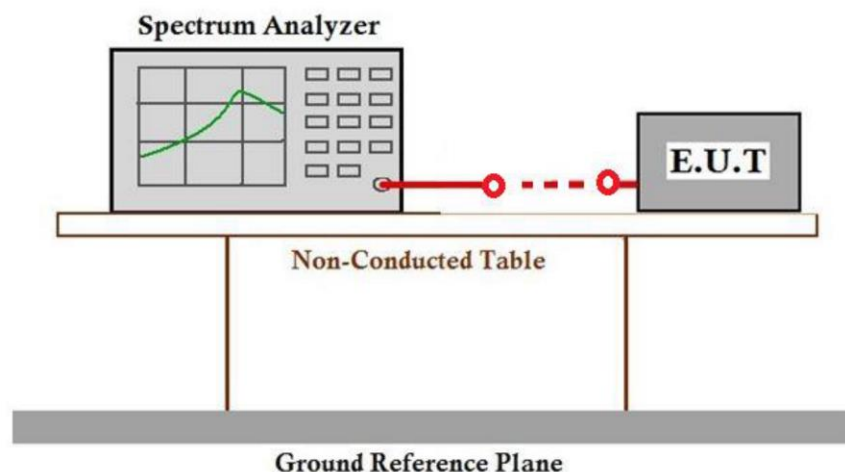 Spectrum Analyzer
E.U.T
Non-Conducted Table
Ground Reference Plane